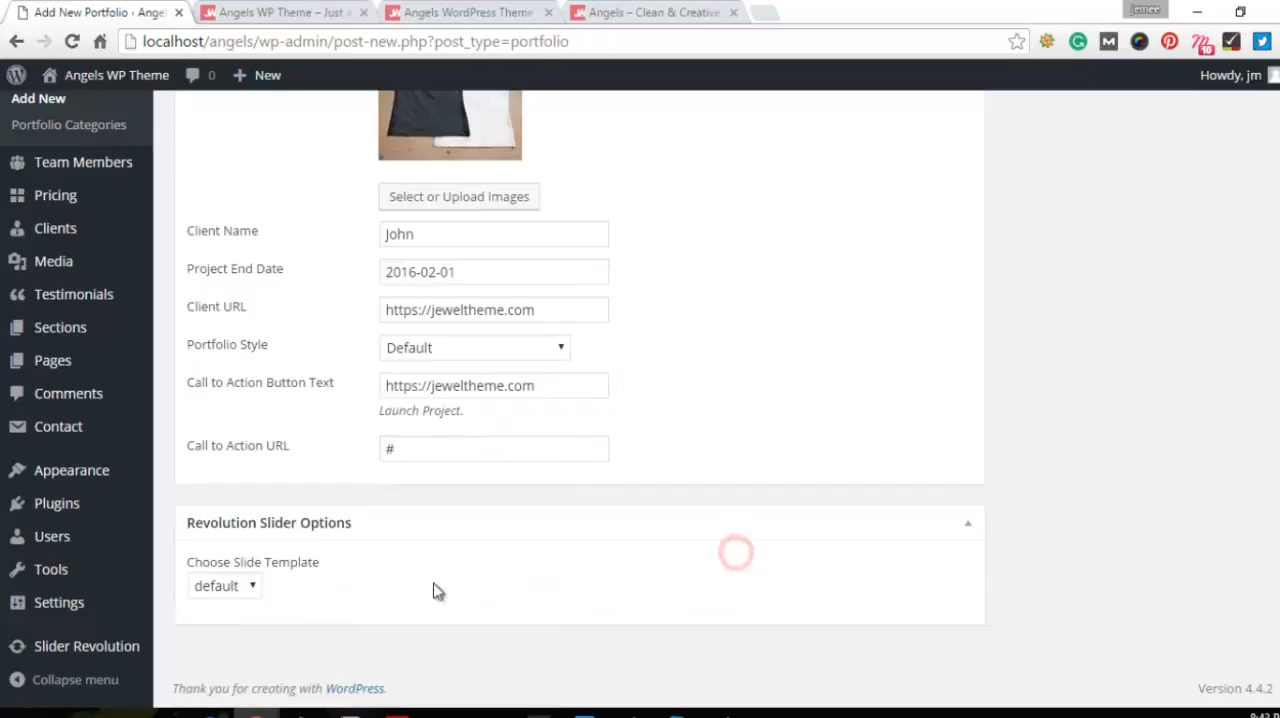 Add New Portfolio ‹ Ange
Angels WP Theme – Just a
Angels WordPress Theme
Angels – Clean & Creative
jemee
localhost/angels/wp-admin/post-new.php?post_type=portfolio
10
Angels WP Theme
0
New
Howdy, jm
Add New
Portfolio Categories
Team Members
Pricing
Clients
Media
Testimonials
Sections
Pages
Comments
Contact
Appearance
Plugins
Users
Tools
Settings
Slider Revolution
Collapse menu
Select or Upload Images
Client Name
John
Project End Date
2016-02-01
Client URL
https://jeweltheme.com
Portfolio Style
Default
Call to Action Button Text
https://jeweltheme.com
Launch Project.
Call to Action URL
#
Revolution Slider Options
Choose Slide Template
default
Thank you for creating with WordPress.
Version 4.4.2